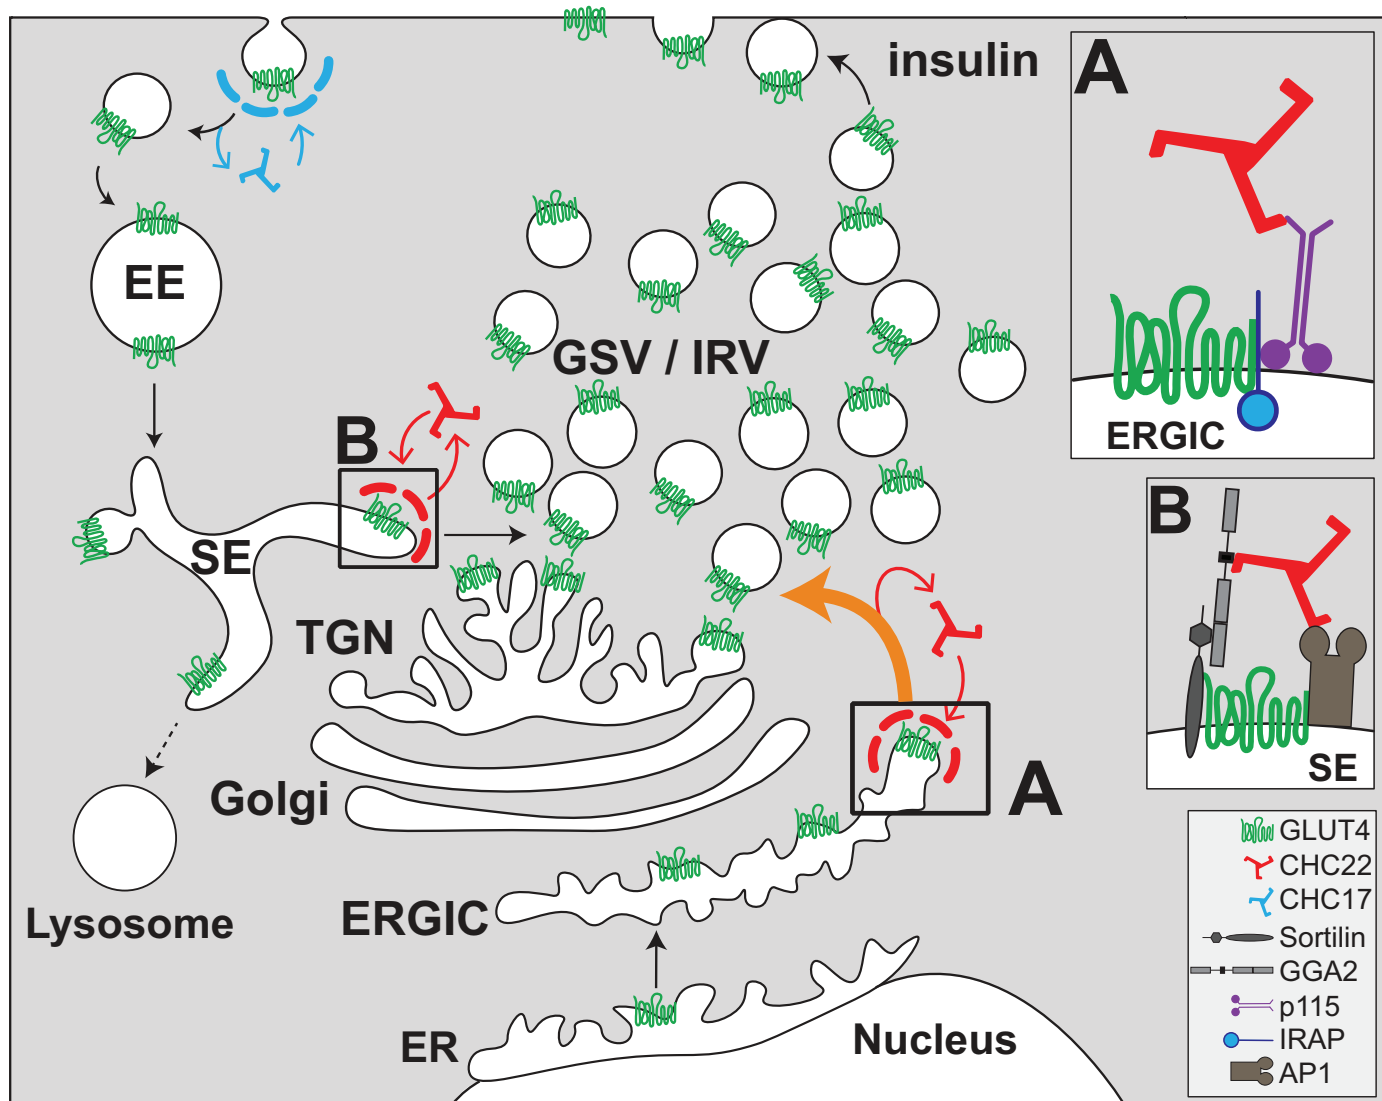 insulin
A
EE
GSV / IRV
B
ERGIC
B
SE
TGN
SE
Golgi
A
GLUT4
CHC22
CHC17
Sortilin
GGA2
p115
IRAP
AP1
Lysosome
ERGIC
ER
Nucleus